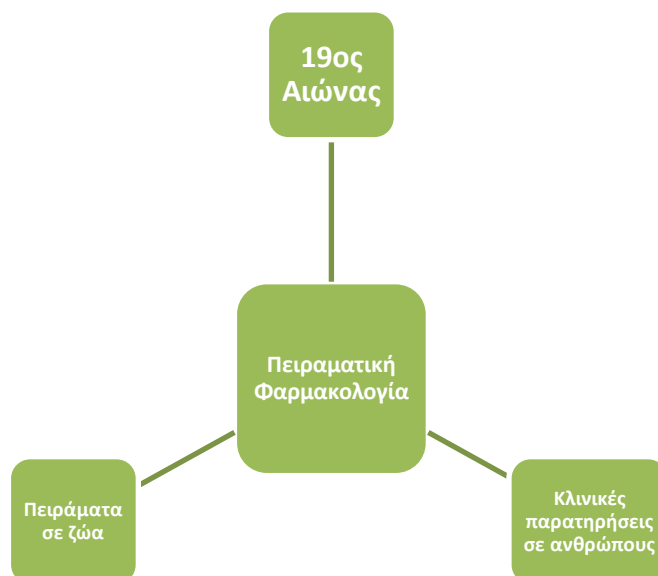 19ος
Αιώνας
Πειραματική
Φαρμακολογία
Πειράματα
σε ζώα
Κλινικές
παρατηρήσεις
σε ανθρώπους